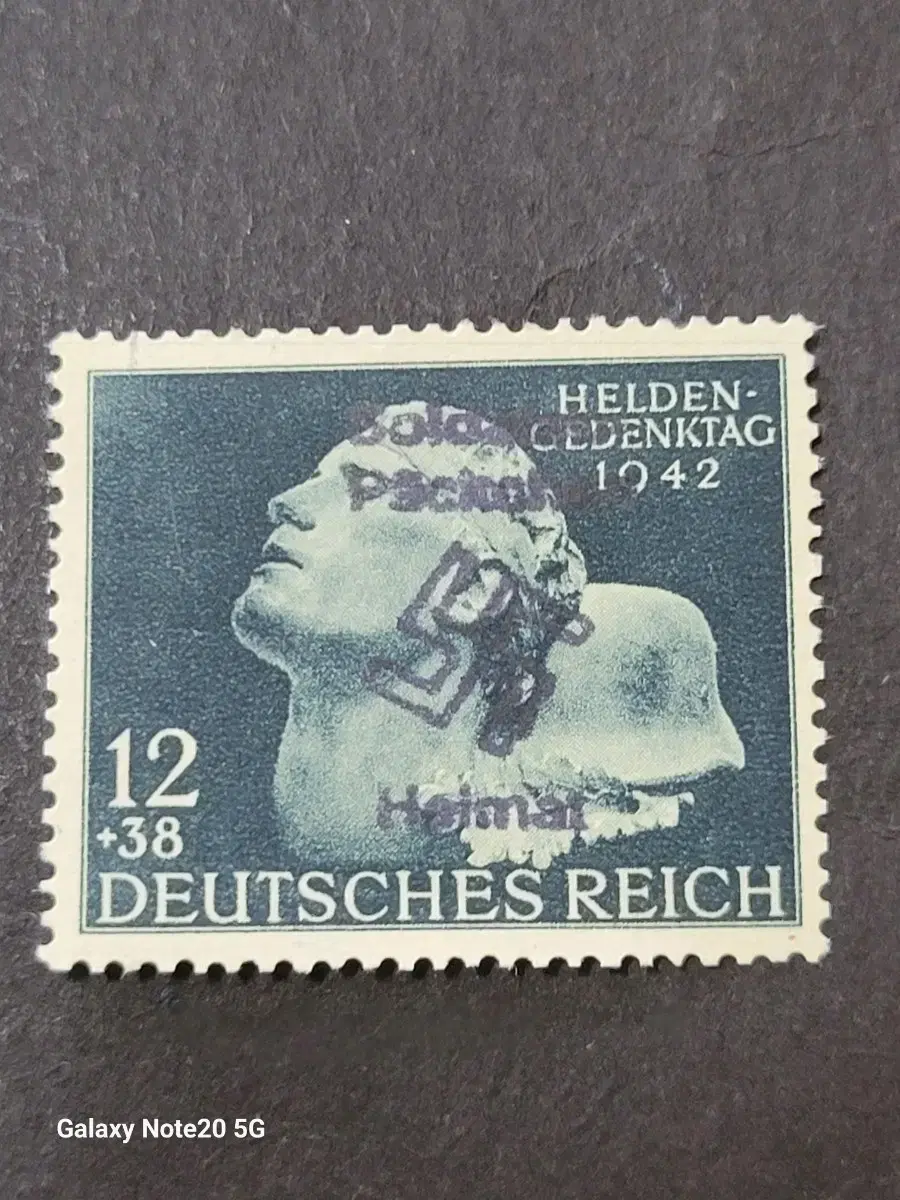 HELDEN-
GEDENKTAG
1942
Heimat
12
+38
DEUTSCHES REICH
Galaxy Note20 5G